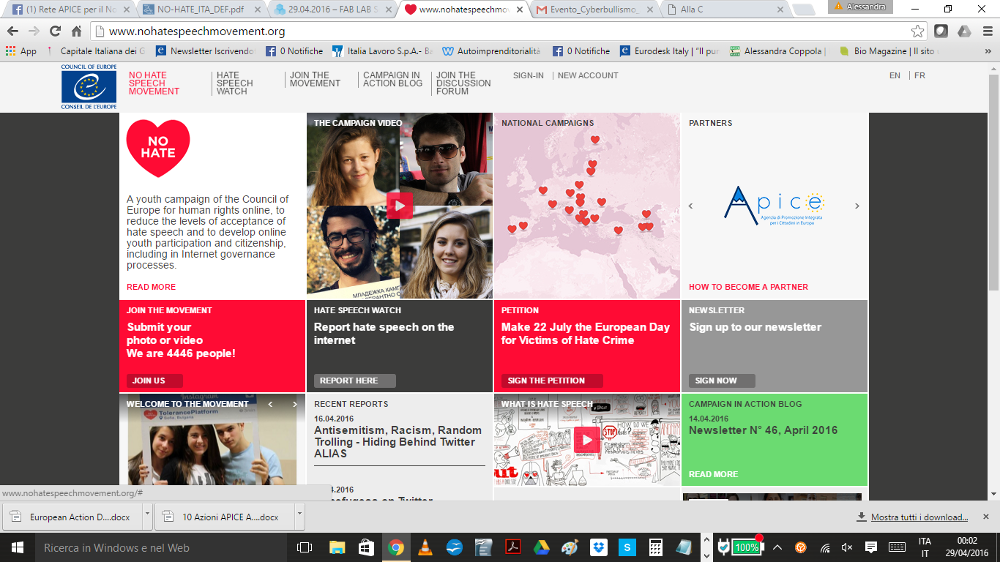 (1) Rete APICE per il No
NO-HATE_ITA_DEF.pdf
29.04.2016 – FAB LAB S
www.nohatespeechmov
Evento_Cyberbullismo_
Alla C
Alessandra
www.nohatespeechmovement.org
App
Capitale Italiana dei G
Newsletter Iscrivendo
0 Notifiche
Italia Lavoro S.p.A.- Ba
Autoimprenditorialità
0 Notifiche
Eurodesk Italy | "Il pun
Alessandra Coppola |
Bio Magazine | Il sito
COUNCIL OF EUROPE
CONSEIL DE L'EUROPE
NO HATE
SPEECH
MOVEMENT
HATE
SPEECH
WATCH
JOIN THE
MOVEMENT
CAMPAIGN IN
ACTION BLOG
JOIN THE
DISCUSSION
FORUM
SIGN-IN
NEW ACCOUNT
EN
FR
NO
HATE
A youth campaign of the Council of
Europe for human rights online, to
reduce the levels of acceptance of
hate speech and to develop online
youth participation and citizenship,
including in Internet governance
processes.
READ MORE
THE CAMPAIGN VIDEO
МЛАДЕЖКА КАМП
NATIONAL CAMPAIGNS
PARTNERS
Apice
Agenzia di Promozione Integrata
per i Cittadini in Europa
HOW TO BECOME A PARTNER
JOIN THE MOVEMENT
Submit your
photo or video
We are 4446 people!
JOIN US
HATE SPEECH WATCH
Report hate speech on the
internet
REPORT HERE
PETITION
Make 22 July the European Day
for Victims of Hate Crime
SIGN THE PETITION
NEWSLETTER
Sign up to our newsletter
SIGN NOW
WELCOME TO THE MOVEMENT
Instagram
TolerancePlatform
Sofia, Bulgaria
RECENT REPORTS
16.04.2016
Antisemitism, Racism, Random
Trolling - Hiding Behind Twitter
ALIAS
.2016
on Twitter
WHAT IS HATE SPEECH
Share
STOP
HOW DO WE
Freedom
with
out
CAMPAIGN IN ACTION BLOG
14.04.2016
Newsletter N° 46, April 2016
READ MORE
www.nohatespeechmovement.org/#
European Action D....docx
10 Azioni APICE A....docx
Mostra tutti i download...
Ricerca in Windows e nel Web
100%
ITA
IT
00:02
29/04/2016